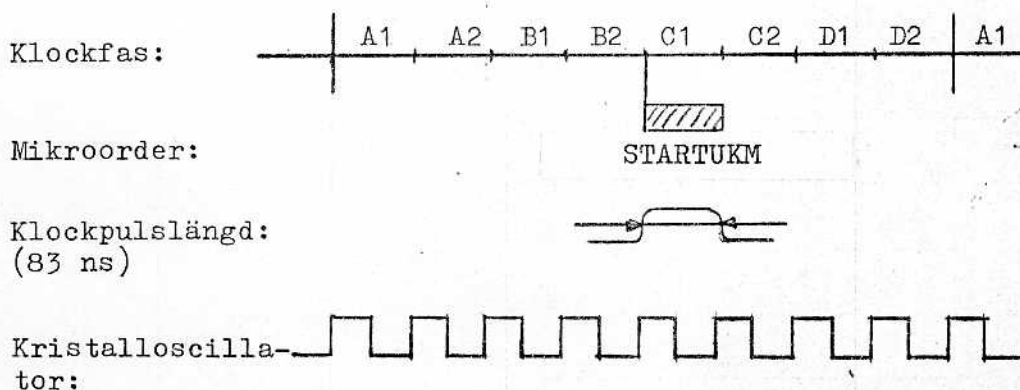 A1 A2 B1 B2 C1 C2 D1 D2 A1
Klockfas:
Mikroorder:
STARTUKM
Klockpulslängd:
(83 ns)
Kristalloscilla-
tor: